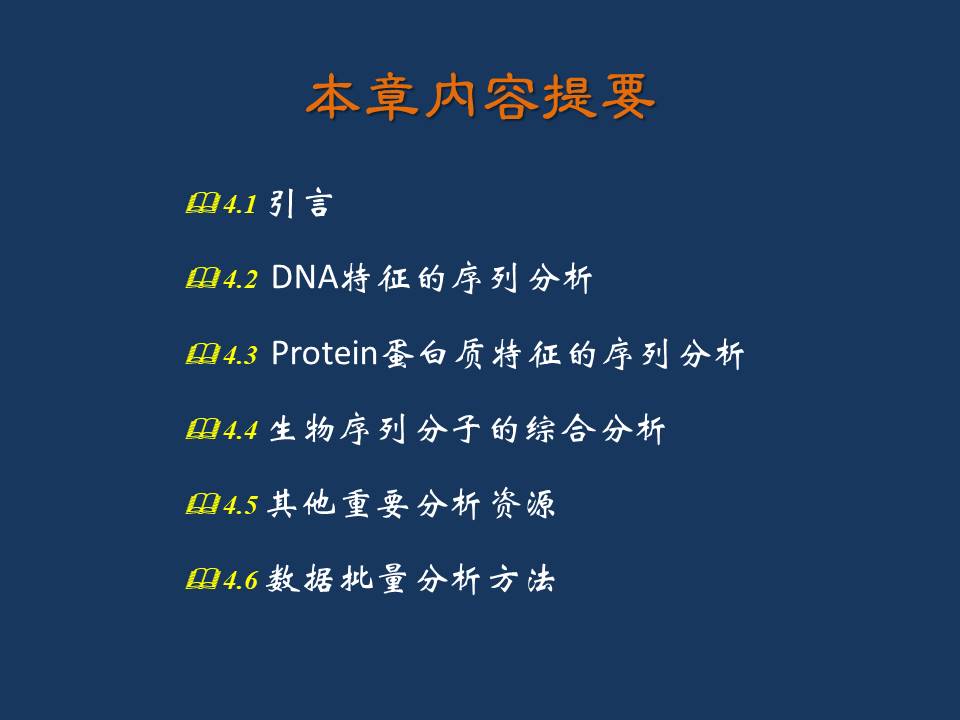 本章内容提要
4.1 引言
4.2 DNA特征的序列分析
4.3 Protein蛋白质特征的序列分析
4.4 生物序列分子的综合分析
4.5 其他重要分析资源
4.6 数据批量分析方法